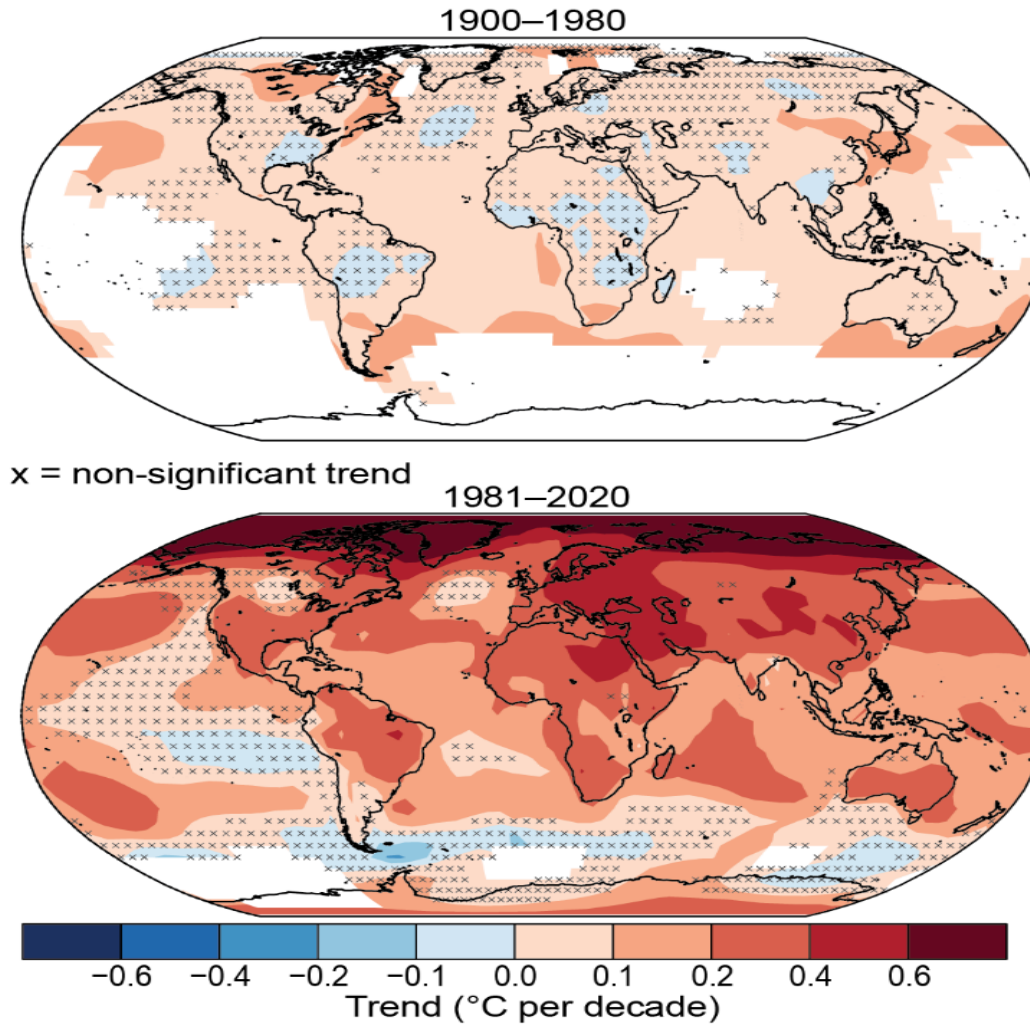 1900–1980
x = non-significant trend
1981–2020
−0.6 −0.4 −0.2 −0.1 0.0 0.1 0.2 0.4 0.6
Trend (°C per decade)